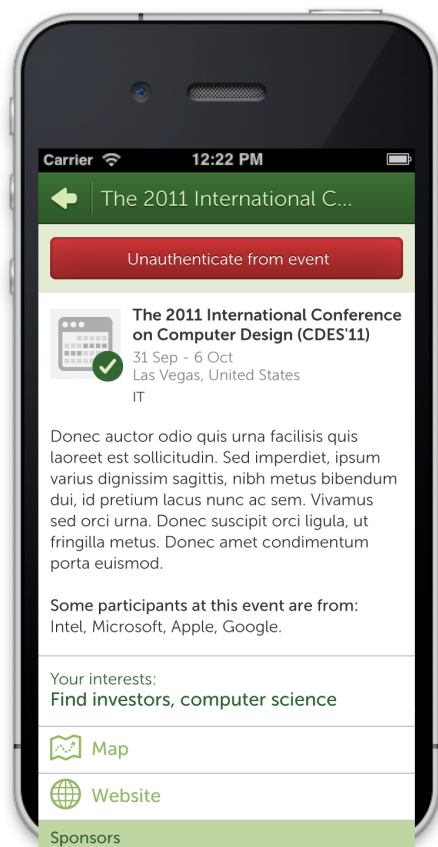 Carrier 12:22 PM
The 2011 International C...
Unauthenticate from event
The 2011 International Conference
on Computer Design (CDES'11)
31 Sep - 6 Oct
Las Vegas, United States
IT
Donec auctor odio quis urna facilisis quis
laoreet est sollicitudin. Sed imperdiet, ipsum
varius dignissim sagittis, nibh metus bibendum
dui, id pretium lacus nunc ac sem. Vivamus
sed orci urna. Donec suscipit orci ligula, ut
fringilla metus. Donec amet condimentum
porta euismod.
Some participants at this event are from:
Intel, Microsoft, Apple, Google.
Your interests:
Find investors, computer science
Map
Website
Sponsors